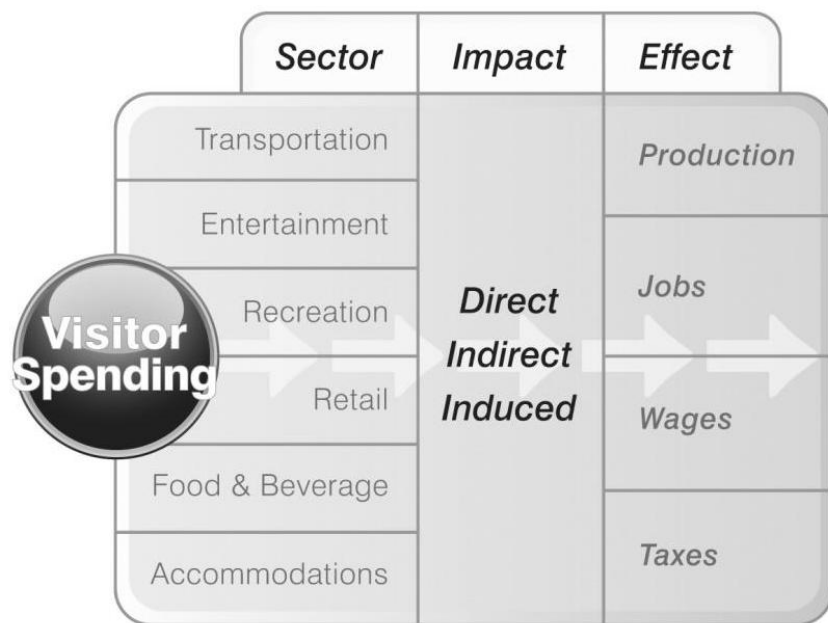 Sector Impact Effect
Transportation
Entertainment
Recreation
Retail
Food & Beverage
Accommodations
Visitor
Spending
Direct
Indirect
Induced
Production
Jobs
Wages
Taxes